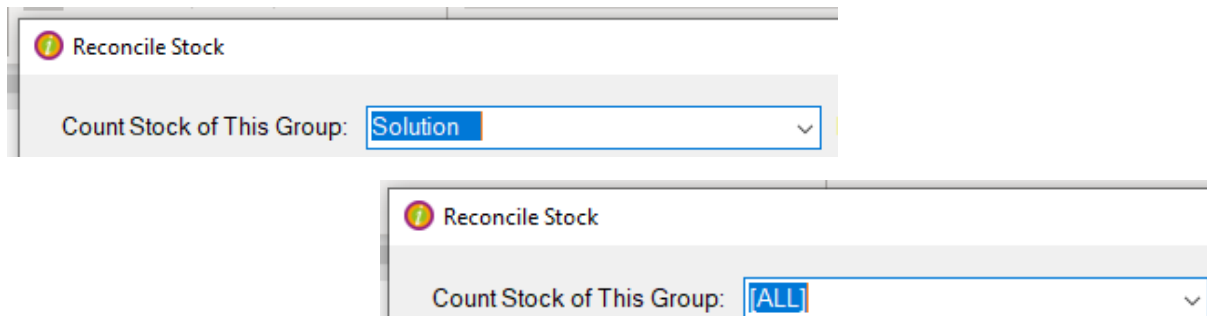 Reconcile Stock
Count Stock of This Group: Solution
Reconcile Stock
Count Stock of This Group: [ALL]